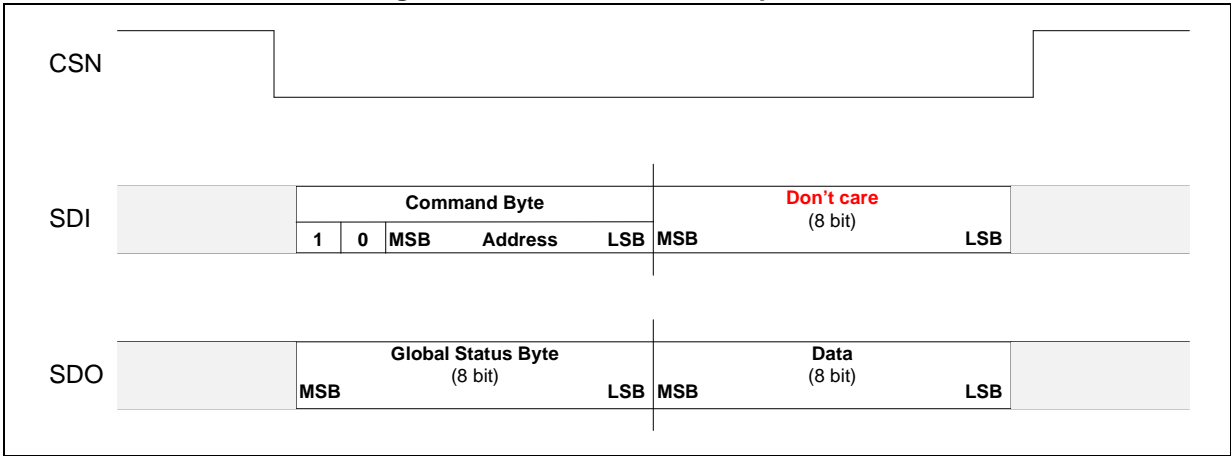 CSN
SDI
Command Byte
1 0 MSB Address LSB
Don't care
(8 bit)
MSB LSB
SDO
Global Status Byte
(8 bit)
MSB LSB
Data
(8 bit)
MSB LSB